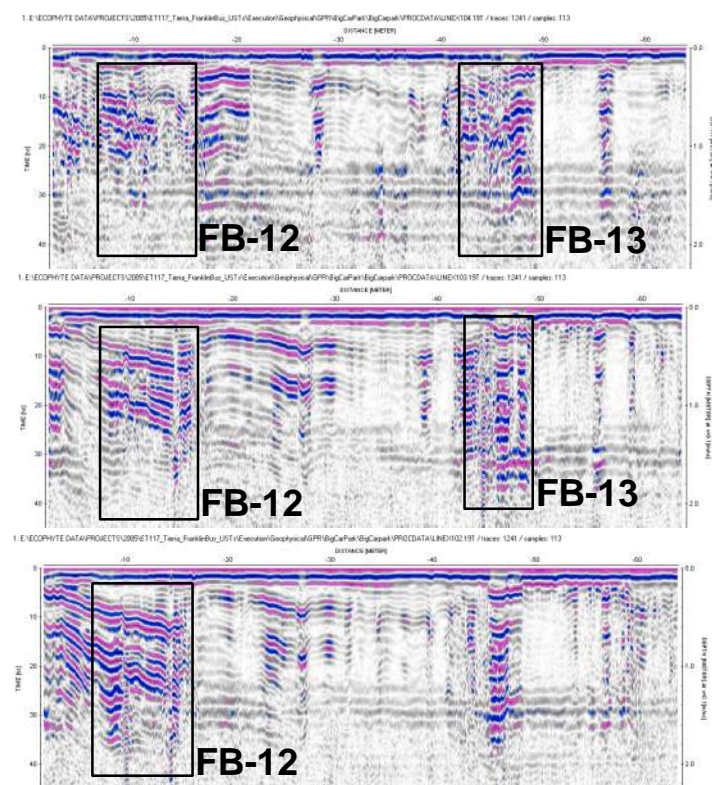 1. E:\ECOPHYTE DATA\PROJECTS\2005\ET117_Tierra_FranklinBus_USTs\Execution\Geophysical\GPR\BigCarPark\BigCarpark\PROCDATA\LINEX104.19T / traces: 1241 / samples: 113
DISTANCE [METER]
-10 -20 -30 -40 -50 -60
TIME [ns]
0 10 20 30 40
0.0 1.0 2.0
FB-12
FB-13
1. E:\ECOPHYTE DATA\PROJECTS\2005\ET117_Tierra_FranklinBus_USTs\Execution\Geophysical\GPR\BigCarPark\BigCarpark\PROCDATA\LINEX103.19T / traces: 1241 / samples: 113
DISTANCE [METER]
-10 -20 -30 -40 -50 -60
TIME [ns]
0 10 20 30 40
0.0 1.0 2.0
FB-12
FB-13
1. E:\ECOPHYTE DATA\PROJECTS\2005\ET117_Tierra_FranklinBus_USTs\Execution\Geophysical\GPR\BigCarPark\BigCarpark\PROCDATA\LINEX102.19T / traces: 1241 / samples: 113
DISTANCE [METER]
-10 -20 -30 -40 -50 -60
TIME [ns]
0 10 20 30 40
0.0 1.0 2.0
FB-12